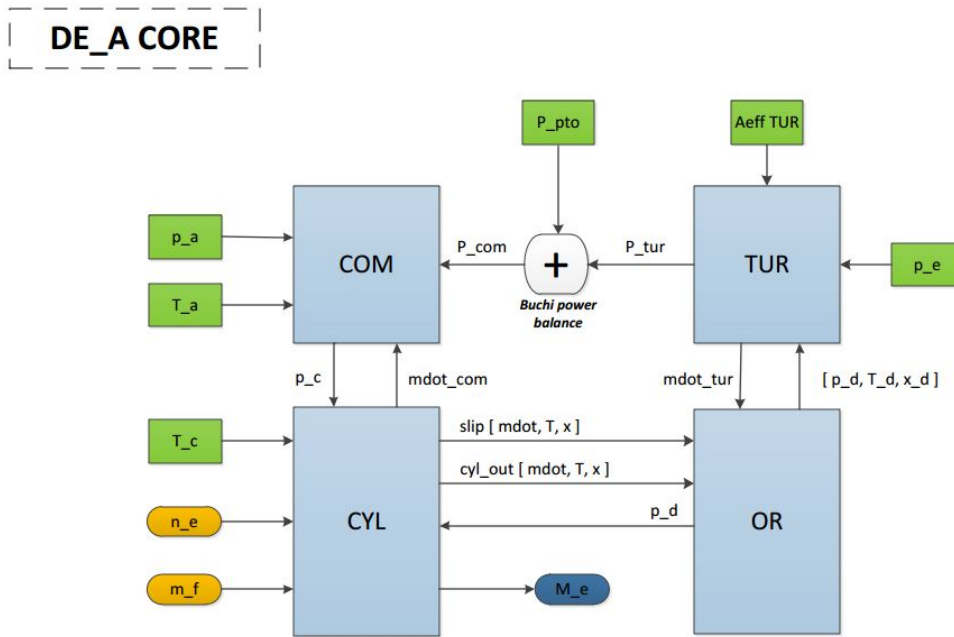 DE_A CORE
P_pto
Aeff TUR
p_a
COM
P_com
+
P_tur
TUR
p_e
T_a
Buchi power
balance
p_c
mdot_com
mdot_tur
[ p_d, T_d, x_d ]
T_c
slip [ mdot, T, x ]
cyl_out [ mdot, T, x ]
n_e
CYL
p_d
OR
m_f
M_e